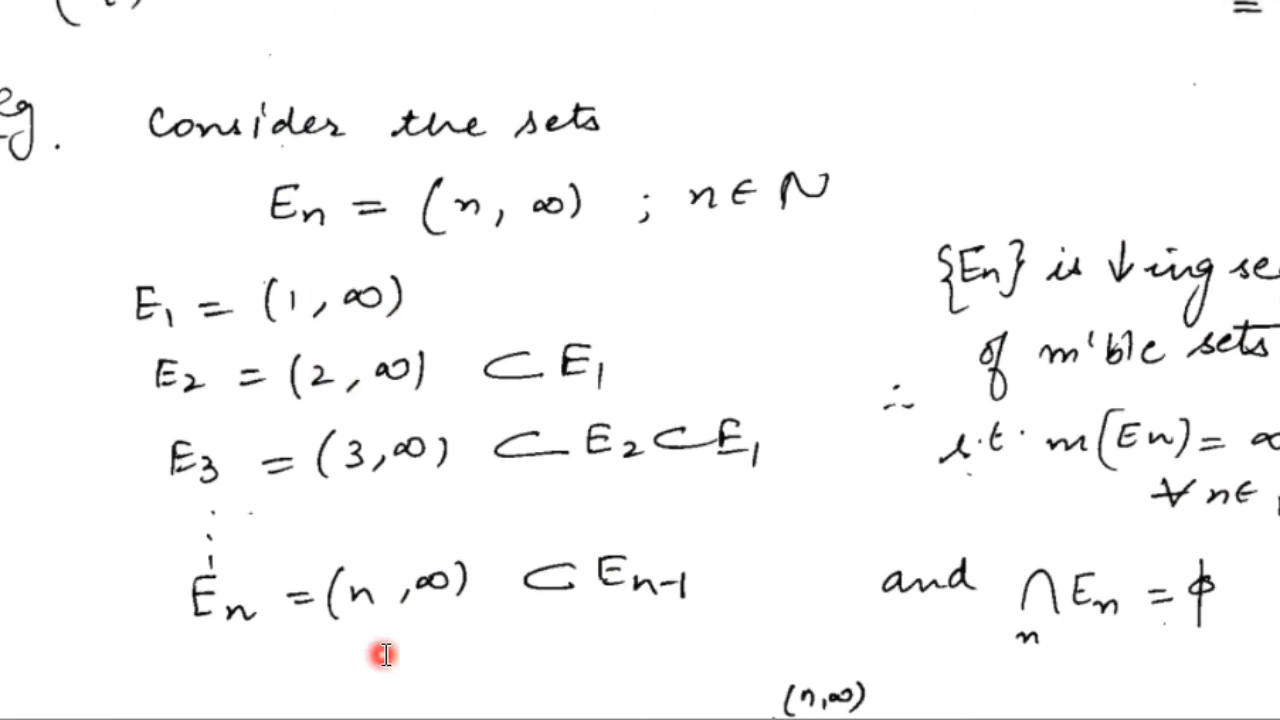 eg. Consider the sets
En = (n, ∞) ; n ∈ N
E1 = (1, ∞)
E2 = (2, ∞) ⊂ E1
E3 = (3, ∞) ⊂ E2 ⊂ E1
En = (n, ∞) ⊂ En-1
{En} is ↓ing
of m'ble sets
∴ s.t. m(En) = ∞
∀ n ∈
and ⋂n En = ϕ
(n, ∞)